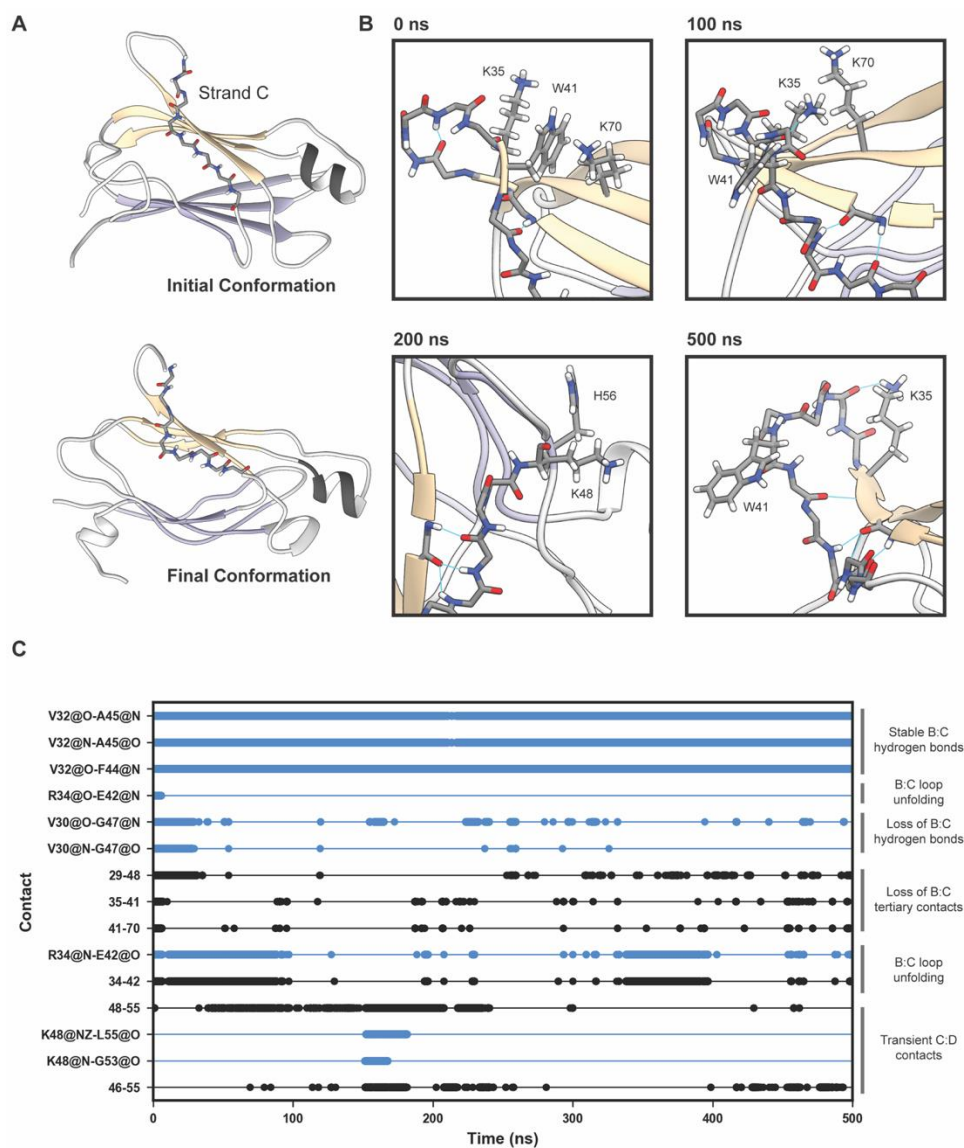 A
Strand C
Initial Conformation
Final Conformation
B
0 ns
K35
W41
K70
100 ns
K70
K35
W41
200 ns
H56
K48
500 ns
K35
W41
C
Contact
V32@O-A45@N
V32@N-A45@O
V32@O-F44@N
R34@O-E42@N
V30@O-G47@N
V30@N-G47@O
29-48
35-41
41-70
R34@N-E42@O
34-42
48-55
K48@NZ-L55@O
K48@N-G53@O
46-55
Stable B:C
hydrogen bonds
B:C loop
unfolding
Loss of B:C
hydrogen bonds
Loss of B:C
tertiary contacts
B:C loop
unfolding
Transient C:D
contacts
0
100
200
300
400
500
Time (ns)